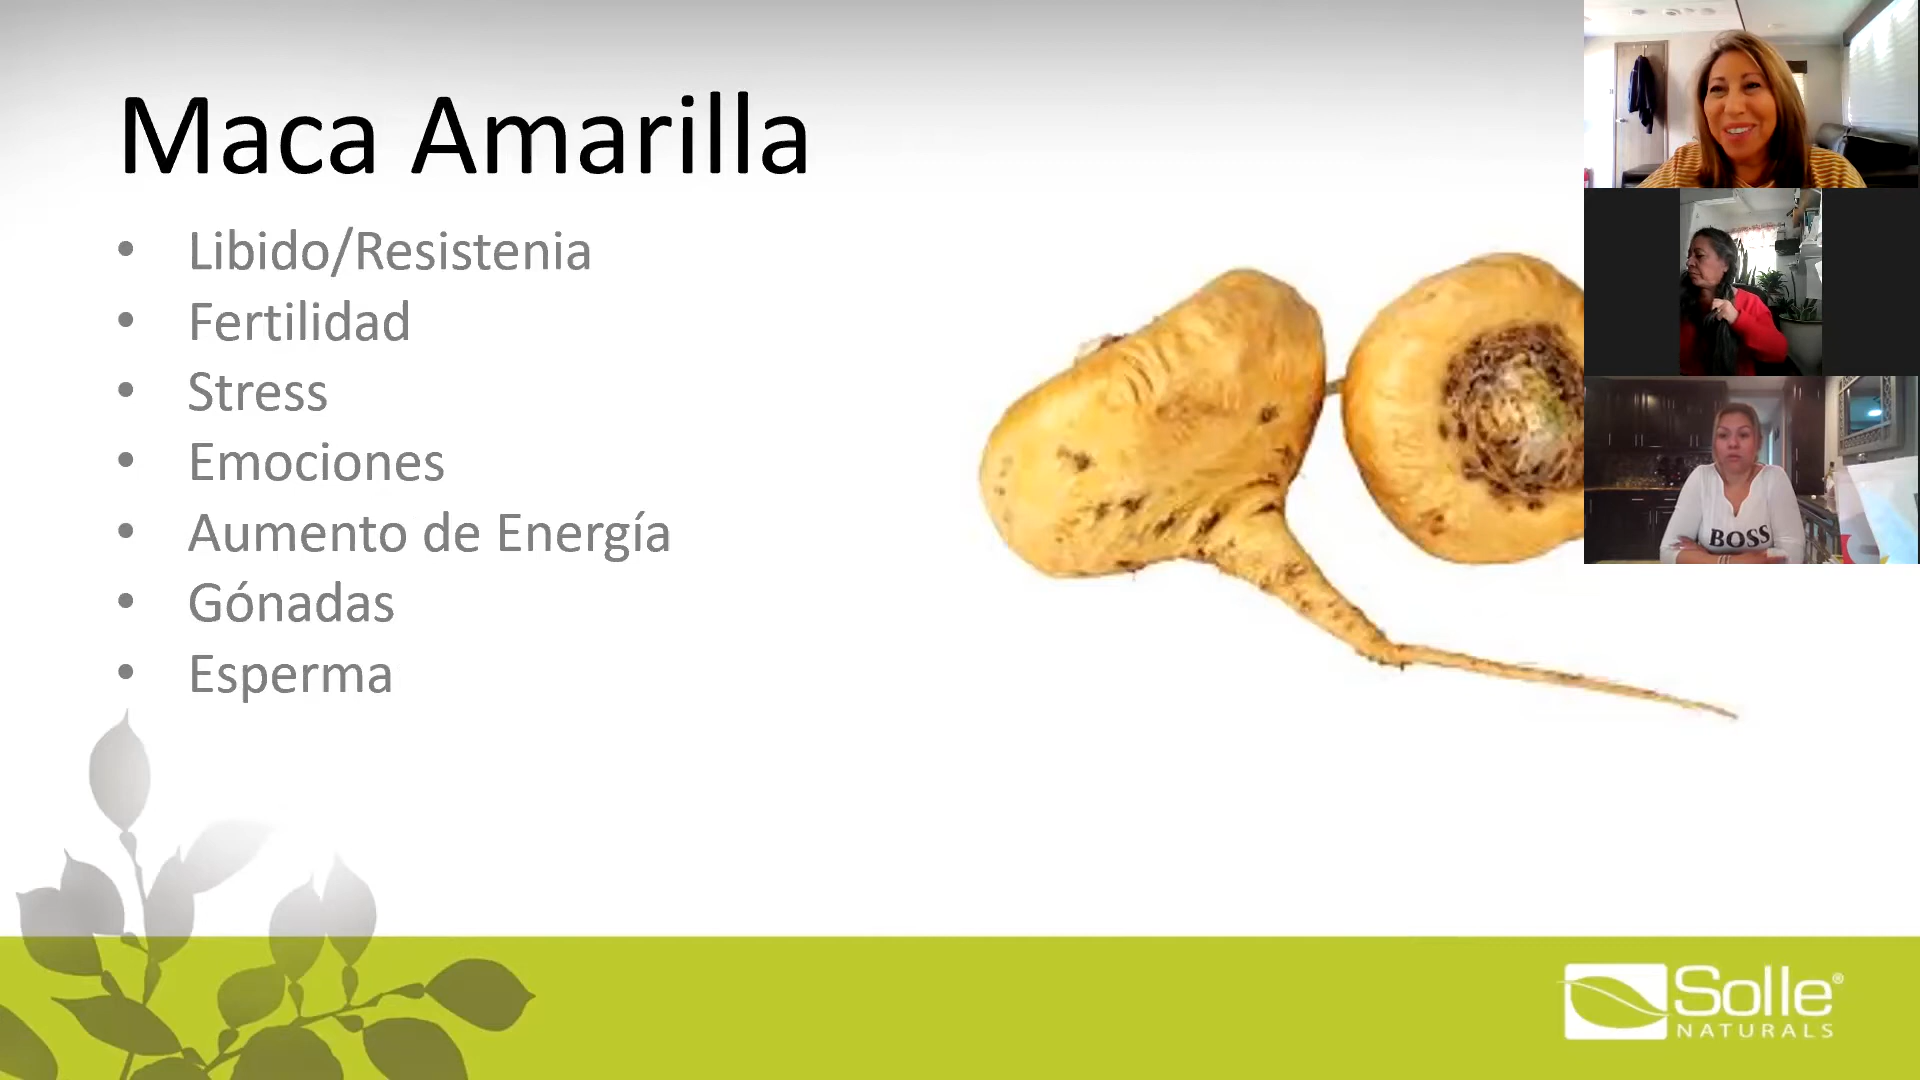 Maca Amarilla
• Libido/Resistenia
• Fertilidad
• Stress
• Emociones
• Aumento de Energía
• Gónadas
• Esperma
BOSS
Solle®
NATURALS